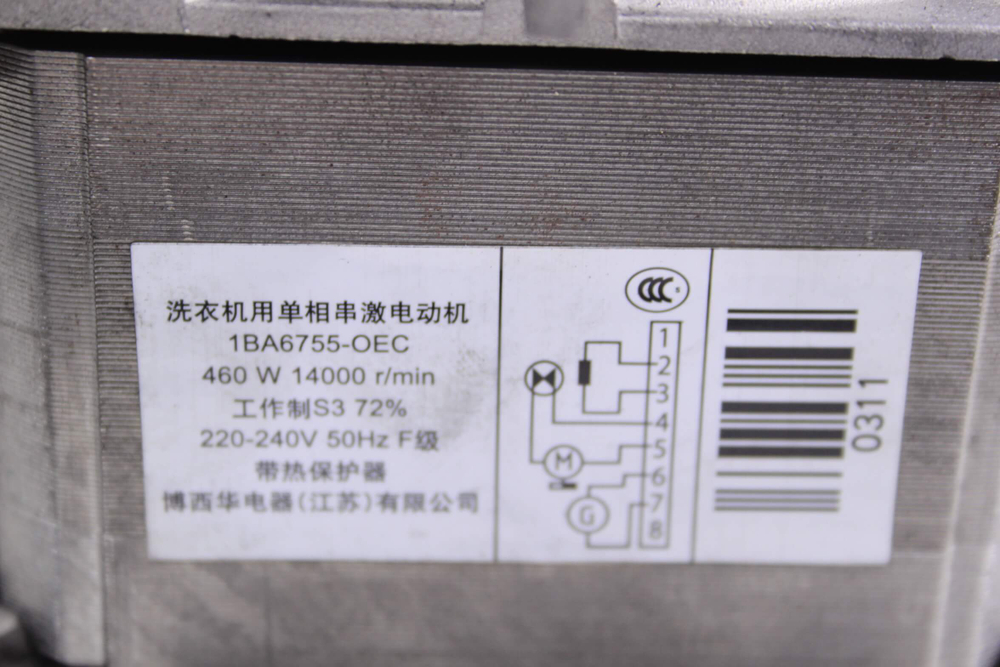 洗衣机用单相串激电动机
1BA6755-OEC
460 W 14000 r/min
工作制S3 72%
220-240V 50Hz F级
带热保护器
博西华电器(江苏)有限公司
CCC
S
1
2
3
4
5
6
7
8
M
G
0311